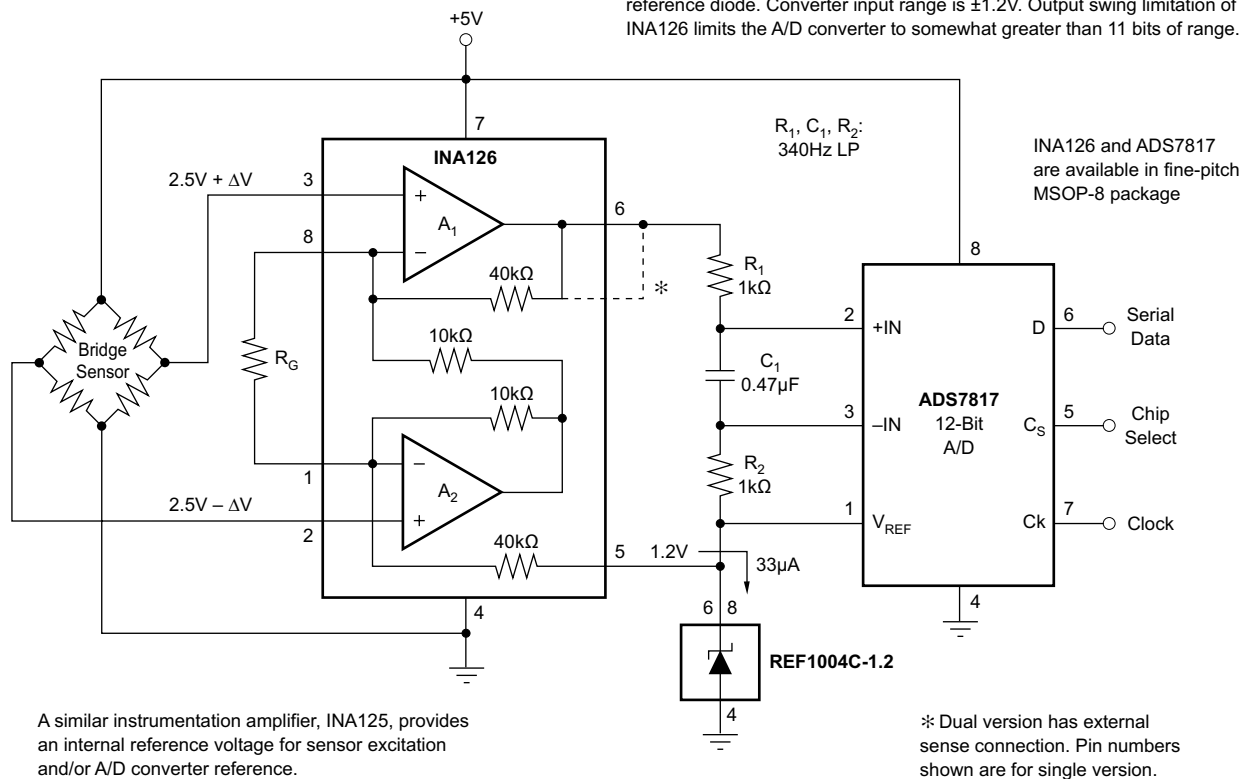 reference diode. Converter input range is ±1.2V. Output swing limitation of
INA126 limits the A/D converter to somewhat greater than 11 bits of range.
+5V
7
INA126
R1, C1, R2:
340Hz LP
INA126 and ADS7817
are available in fine-pitch
MSOP-8 package
2.5V + ΔV
3
+
A1
–
6
8
40kΩ
*
10kΩ
RG
Bridge
Sensor
10kΩ
1
–
A2
+
2.5V – ΔV
2
40kΩ
5
4
R1
1kΩ
C1
0.47μF
R2
1kΩ
1.2V
33μA
8
2
+IN
D
6
Serial
Data
ADS7817
12-Bit
A/D
3
–IN
CS
5
Chip
Select
1
VREF
Ck
7
Clock
4
6
8
REF1004C-1.2
4
A similar instrumentation amplifier, INA125, provides
an internal reference voltage for sensor excitation
and/or A/D converter reference.
* Dual version has external
sense connection. Pin numbers
shown are for single version.